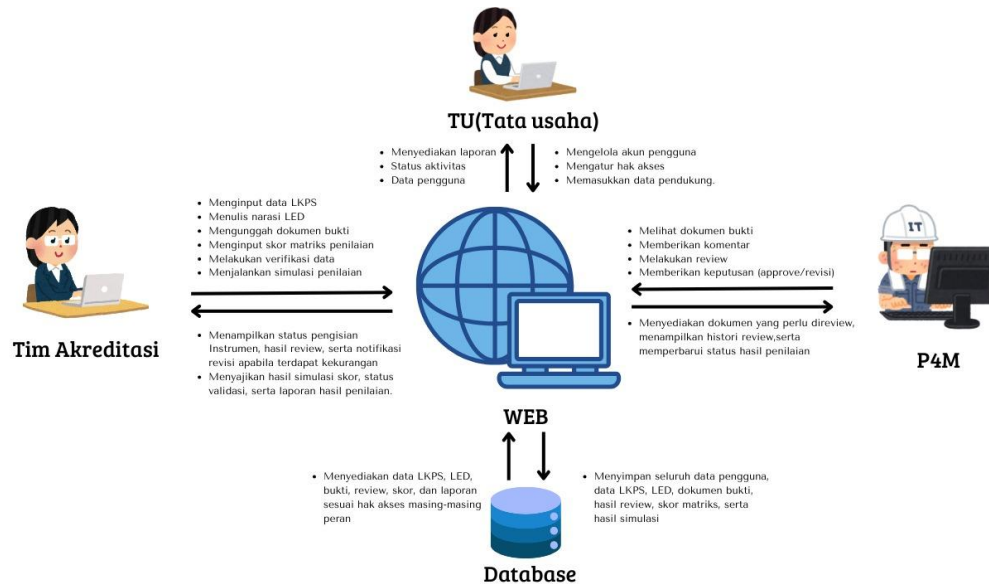 TU(Tata usaha)
• Menyediakan laporan
• Status aktivitas
• Data pengguna
• Mengelola akun pengguna
• Mengatur hak akses
• Memasukkan data pendukung.
• Menginput data LKPS
• Menulis narasi LED
• Mengunggah dokumen bukti
• Menginput skor matriks penilaian
• Melakukan verifikasi data
• Menjalankan simulasi penilaian
• Melihat dokumen bukti
• Memberikan komentar
• Melakukan review
• Memberikan keputusan (approve/revisi)
IT
Tim Akreditasi
• Menampilkan status pengisian
Instrumen, hasil review, serta notifikasi
revisi apabila terdapat kekurangan
• Menyajikan hasil simulasi skor, status
validasi, serta laporan hasil penilaian.
• Menyediakan dokumen yang perlu direview,
menampilkan histori review,serta
memperbarui status hasil penilaian
P4M
WEB
• Menyediakan data LKPS, LED,
bukti, review, skor, dan laporan
sesuai hak akses masing-masing
peran
• Menyimpan seluruh data pengguna,
data LKPS, LED, dokumen bukti,
hasil review, skor matriks, serta
hasil simulasi
Database